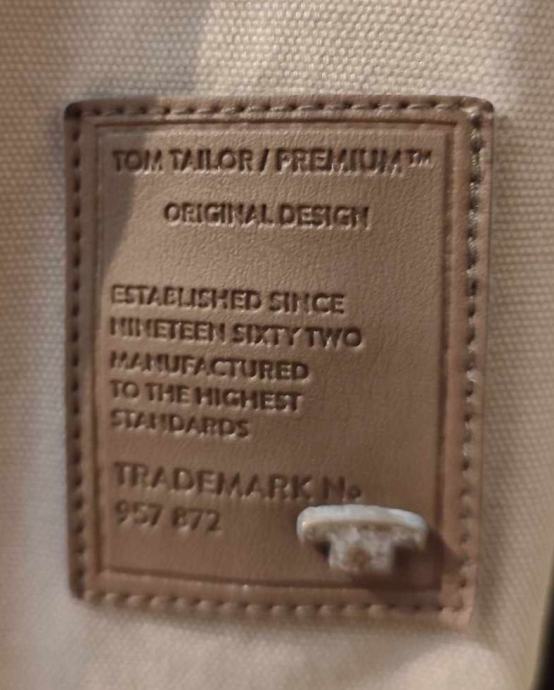 TOM TAILOR / PREMIUM™
ORIGINAL DESIGN
ESTABLISHED SINCE
NINETEEN SIXTY TWO
MANUFACTURED
TO THE HIGHEST
STANDARDS
TRADEMARK No
957 872